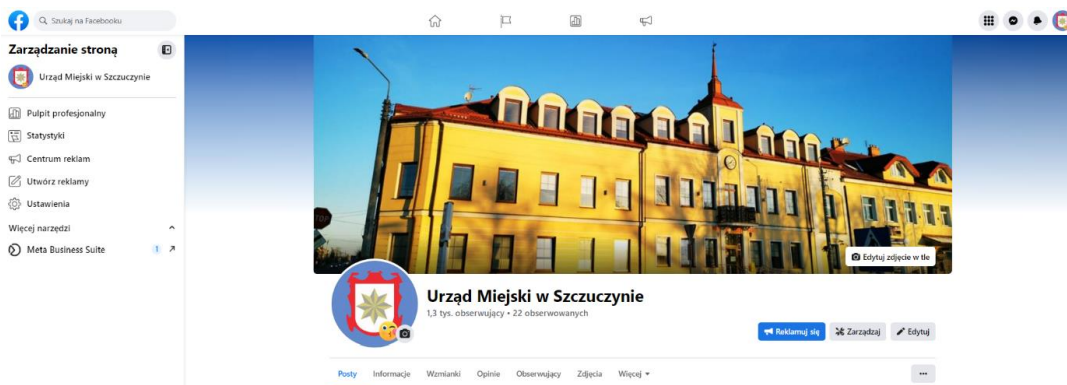 Szukaj na Facebooku
Zarządzanie stroną
Urząd Miejski w Szczuczynie
Pulpit profesjonalny
Statystyki
Centrum reklam
Utwórz reklamy
Ustawienia
Więcej narzędzi
Meta Business Suite 1
STOP
Edytuj zdjęcie w tle
Urząd Miejski w Szczuczynie
1,3 tys. obserwujący • 22 obserwowanych
Reklamuj się Zarządzaj Edytuj
Posty Informacje Wzmianki Opinie Obserwujący Zdjęcia Więcej